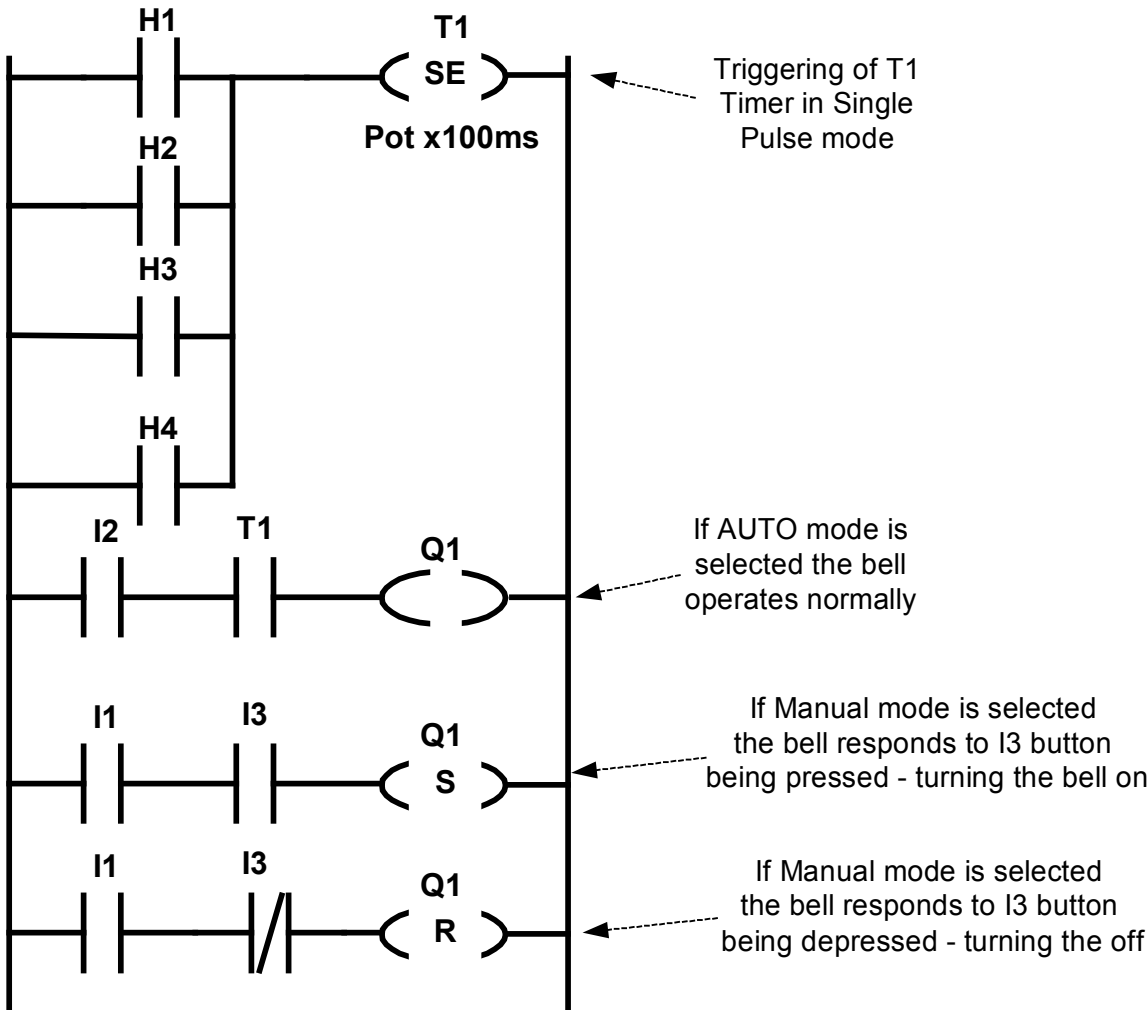 H1
T1
SE
Pot x100ms
Triggering of T1
Timer in Single
Pulse mode
H2
H3
H4
I2
T1
Q1
If AUTO mode is
selected the bell
operates normally
I1
I3
Q1
S
If Manual mode is selected
the bell responds to I3 button
being pressed - turning the bell on
I1
I3
Q1
R
If Manual mode is selected
the bell responds to I3 button
being depressed - turning the off